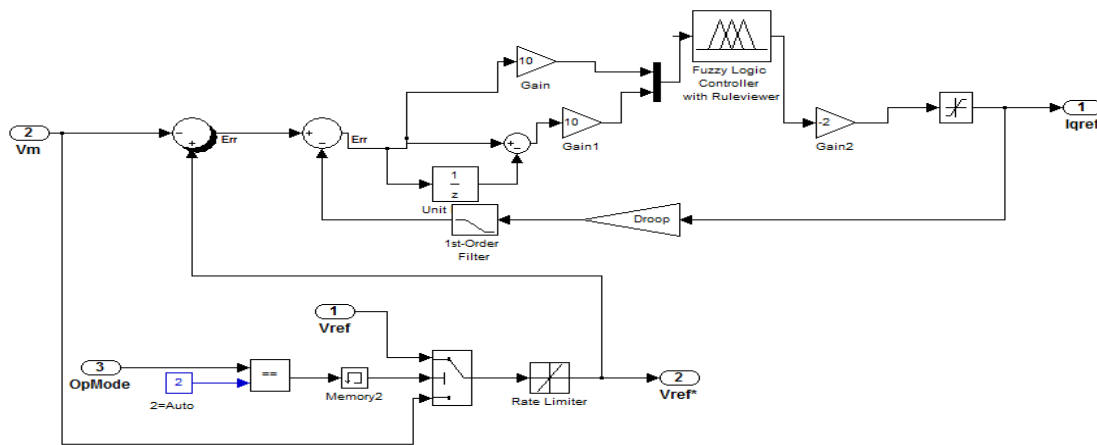 10
Gain
Fuzzy Logic
Controller
with Ruleviewer
2
Vm
−
+
Err
+
−
Err
+
−
10
Gain1
-2
Gain2
1
Iqref
1
z
Unit
Droop
1st-Order
Filter
1
Vref
3
OpMode
2
2=Auto
==
Memory2
Rate Limiter
2
Vref*